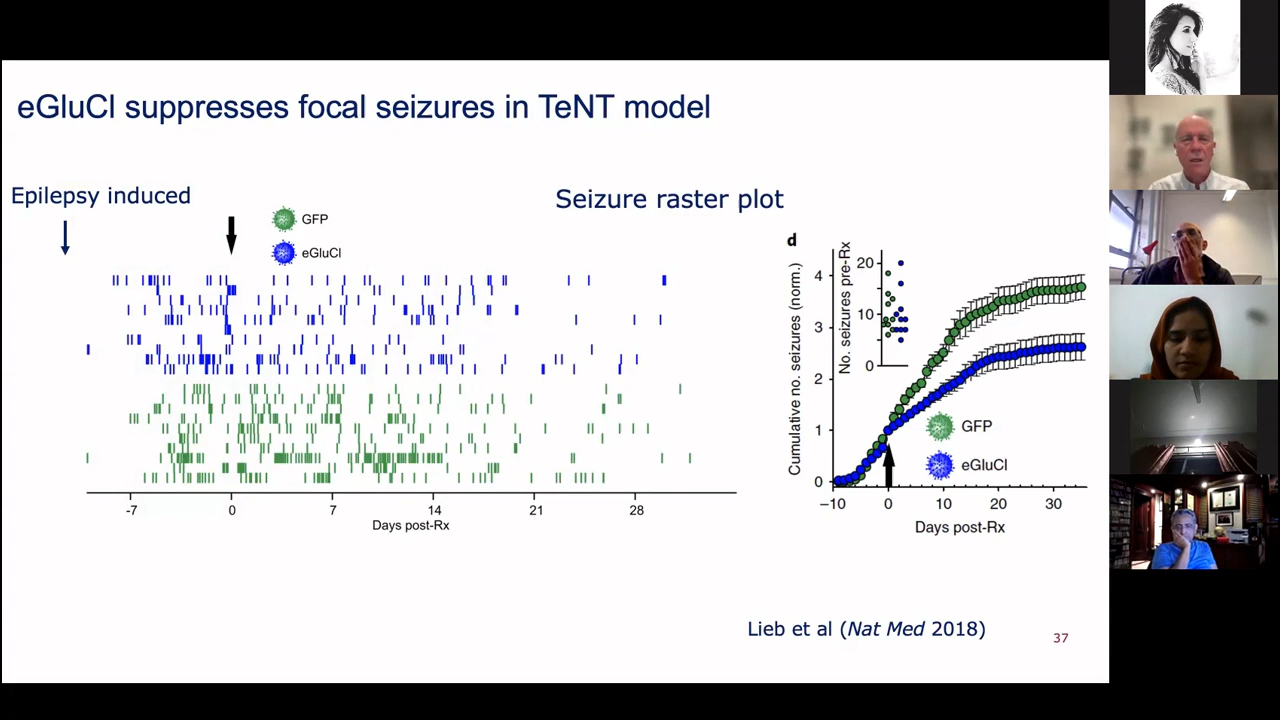 eGluCl suppresses focal seizures in TeNT model
Epilepsy induced
GFP
eGluCl
Seizure raster plot
-7
0
7
14
21
28
Days post-Rx
d
Cumulative no. seizures (norm.)
4
3
2
1
0
No. seizures pre-Rx
20
10
0
GFP
eGluCl
−10
0
10
20
30
Days post-Rx
Lieb et al (Nat Med 2018)
37